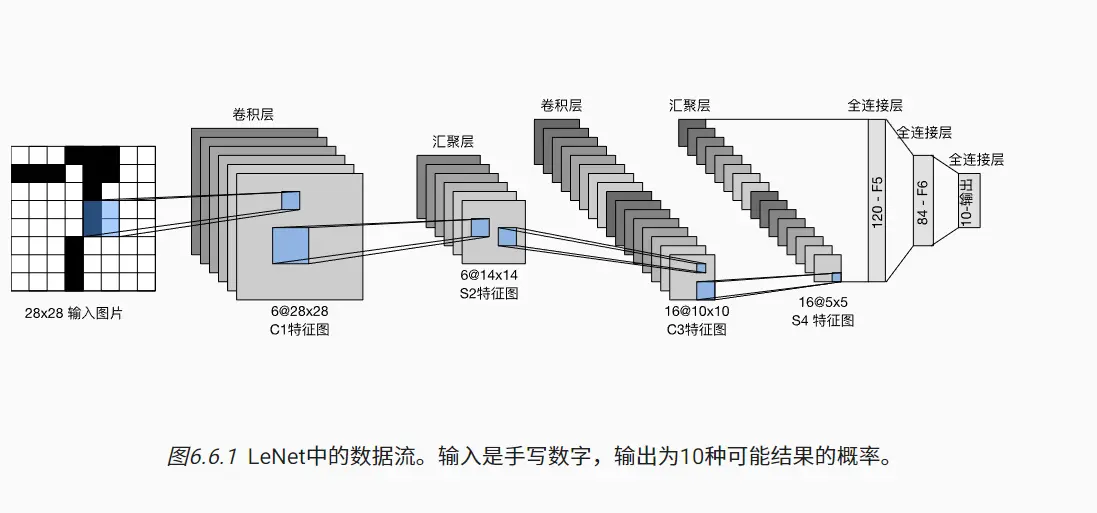 卷积层
汇聚层
卷积层
汇聚层
全连接层
全连接层
全连接层
120 - F5
84 - F6
10-输出
28x28 输入图片
6@28x28
C1特征图
6@14x14
S2特征图
16@10x10
C3特征图
16@5x5
S4 特征图
图6.6.1 LeNet中的数据流。输入是手写数字，输出为10种可能结果的概率。